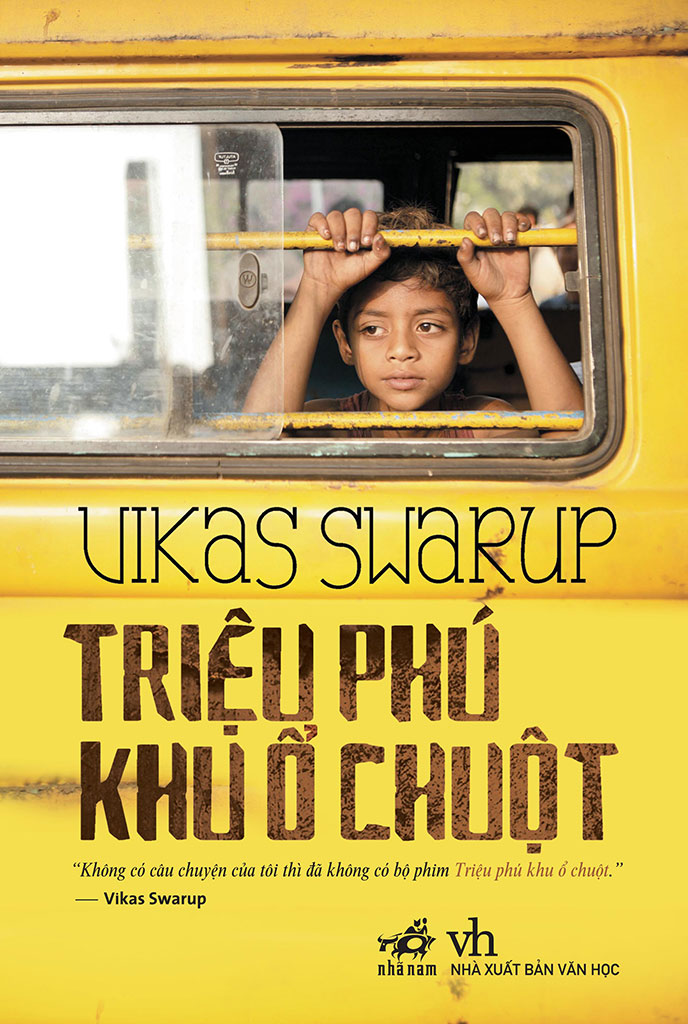 VIKAS SWARUP
TRIỆU PHÚ
KHU Ổ CHUỘT
“Không có câu chuyện của tôi thì đã không có bộ phim Triệu phú khu ổ chuột.”
— Vikas Swarup
nhã nam
vh
NHÀ XUẤT BẢN VĂN HỌC